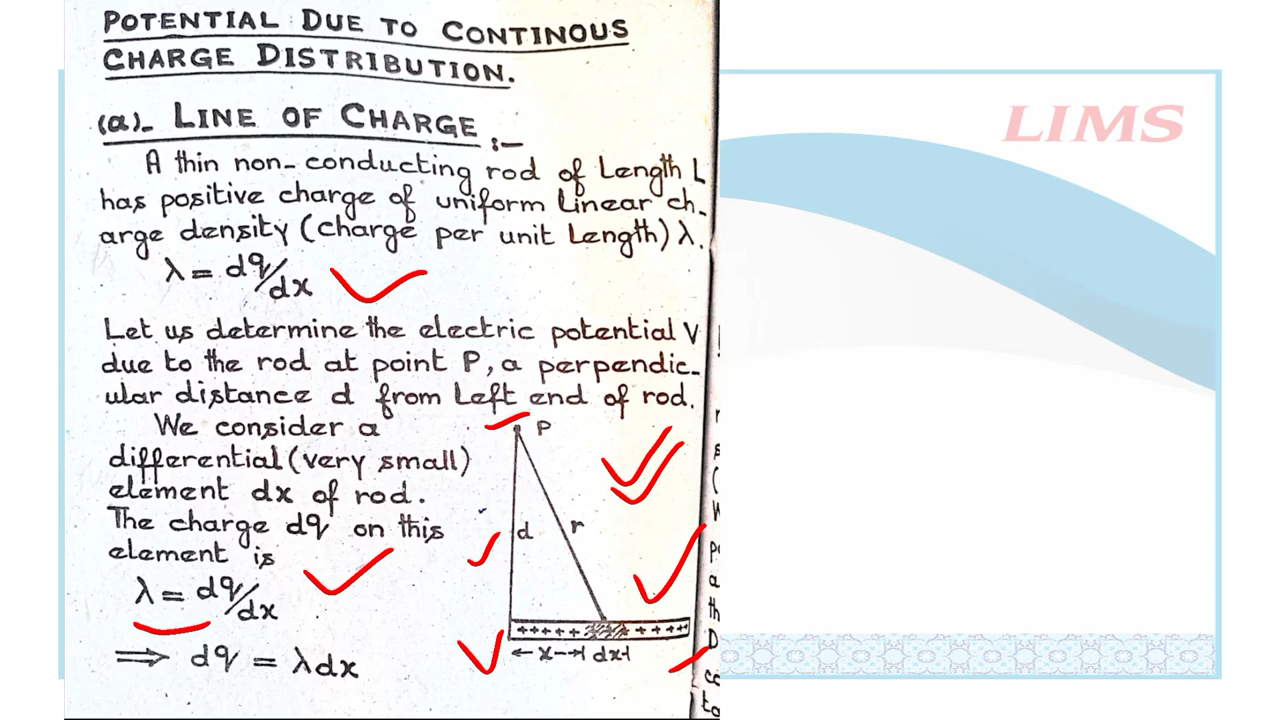 POTENTIAL DUE TO CONTINOUS
CHARGE DISTRIBUTION.
(a)- LINE OF CHARGE :-
A thin non-conducting rod of Length L
has positive charge of uniform Linear ch-
arge density (charge per unit Length) λ.
λ = dq/dx
Let us determine the electric potential V
due to the rod at point P, a perpendic-
ular distance d from Left end of rod.
We consider a
differential (very small)
element dx of rod.
The charge dq on this
element is
λ = dq/dx
⟹ dq = λdx
P
d
r
+++++ ++++
← x → dx
LIMS